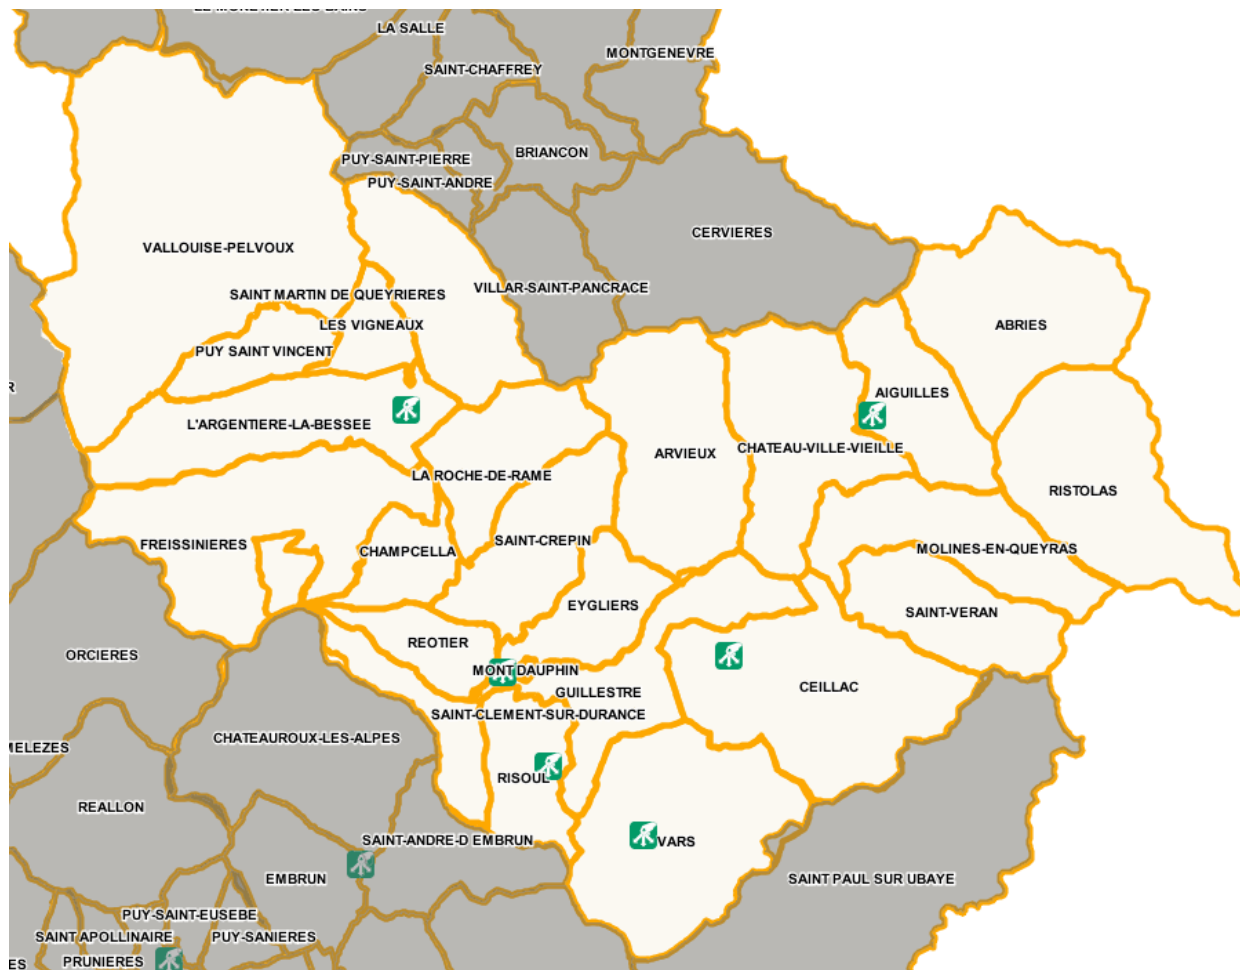 LA SALLE
MONTGENEVRE
SAINT-CHAFFREY
BRIANCON
PUY-SAINT-PIERRE
PUY-SAINT-ANDRE
CERVIERES
VALLOUISE-PELVOUX
VILLAR-SAINT-PANCRACE
SAINT MARTIN DE QUEYRIERES
LES VIGNEAUX
ABRIES
PUY SAINT VINCENT
R
AIGUILLES
L'ARGENTIERE-LA-BESSEE
CHATEAU-VILLE-VIEILLE
ARVIEUX
LA ROCHE-DE-RAME
RISTOLAS
SAINT-CREPIN
FREISSINIERES
CHAMPCELLA
MOLINES-EN-QUEYRAS
EYGLIERS
SAINT-VERAN
REOTIER
ORCIERES
MONT DAUPHIN
CEILLAC
GUILLESTRE
SAINT-CLEMENT-SUR-DURANCE
CHATEAUROUX-LES-ALPES
MELEZES
RISOUL
REALLON
SAINT-ANDRE-D EMBRUN
VARS
EMBRUN
SAINT PAUL SUR UBAYE
PUY-SAINT-EUSEBE
SAINT APOLLINAIRE
PUY-SANIERES
PRUNIERES
ES